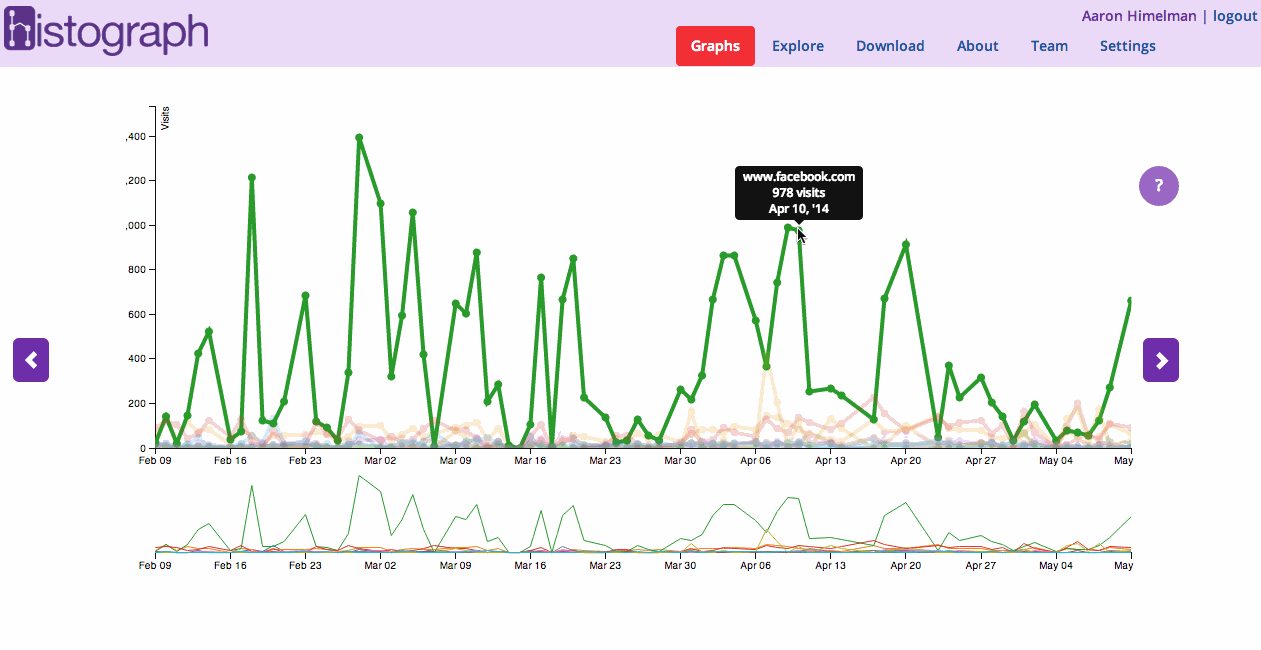 Histograph
Aaron Himelman | logout
Graphs Explore Download About Team Settings
Visits
,400
,200
,000
800
600
400
200
0
www.facebook.com
978 visits
Apr 10, '14
?
Feb 09 Feb 16 Feb 23 Mar 02 Mar 09 Mar 16 Mar 23 Mar 30 Apr 06 Apr 13 Apr 20 Apr 27 May 04 May
Feb 09 Feb 16 Feb 23 Mar 02 Mar 09 Mar 16 Mar 23 Mar 30 Apr 06 Apr 13 Apr 20 Apr 27 May 04 May